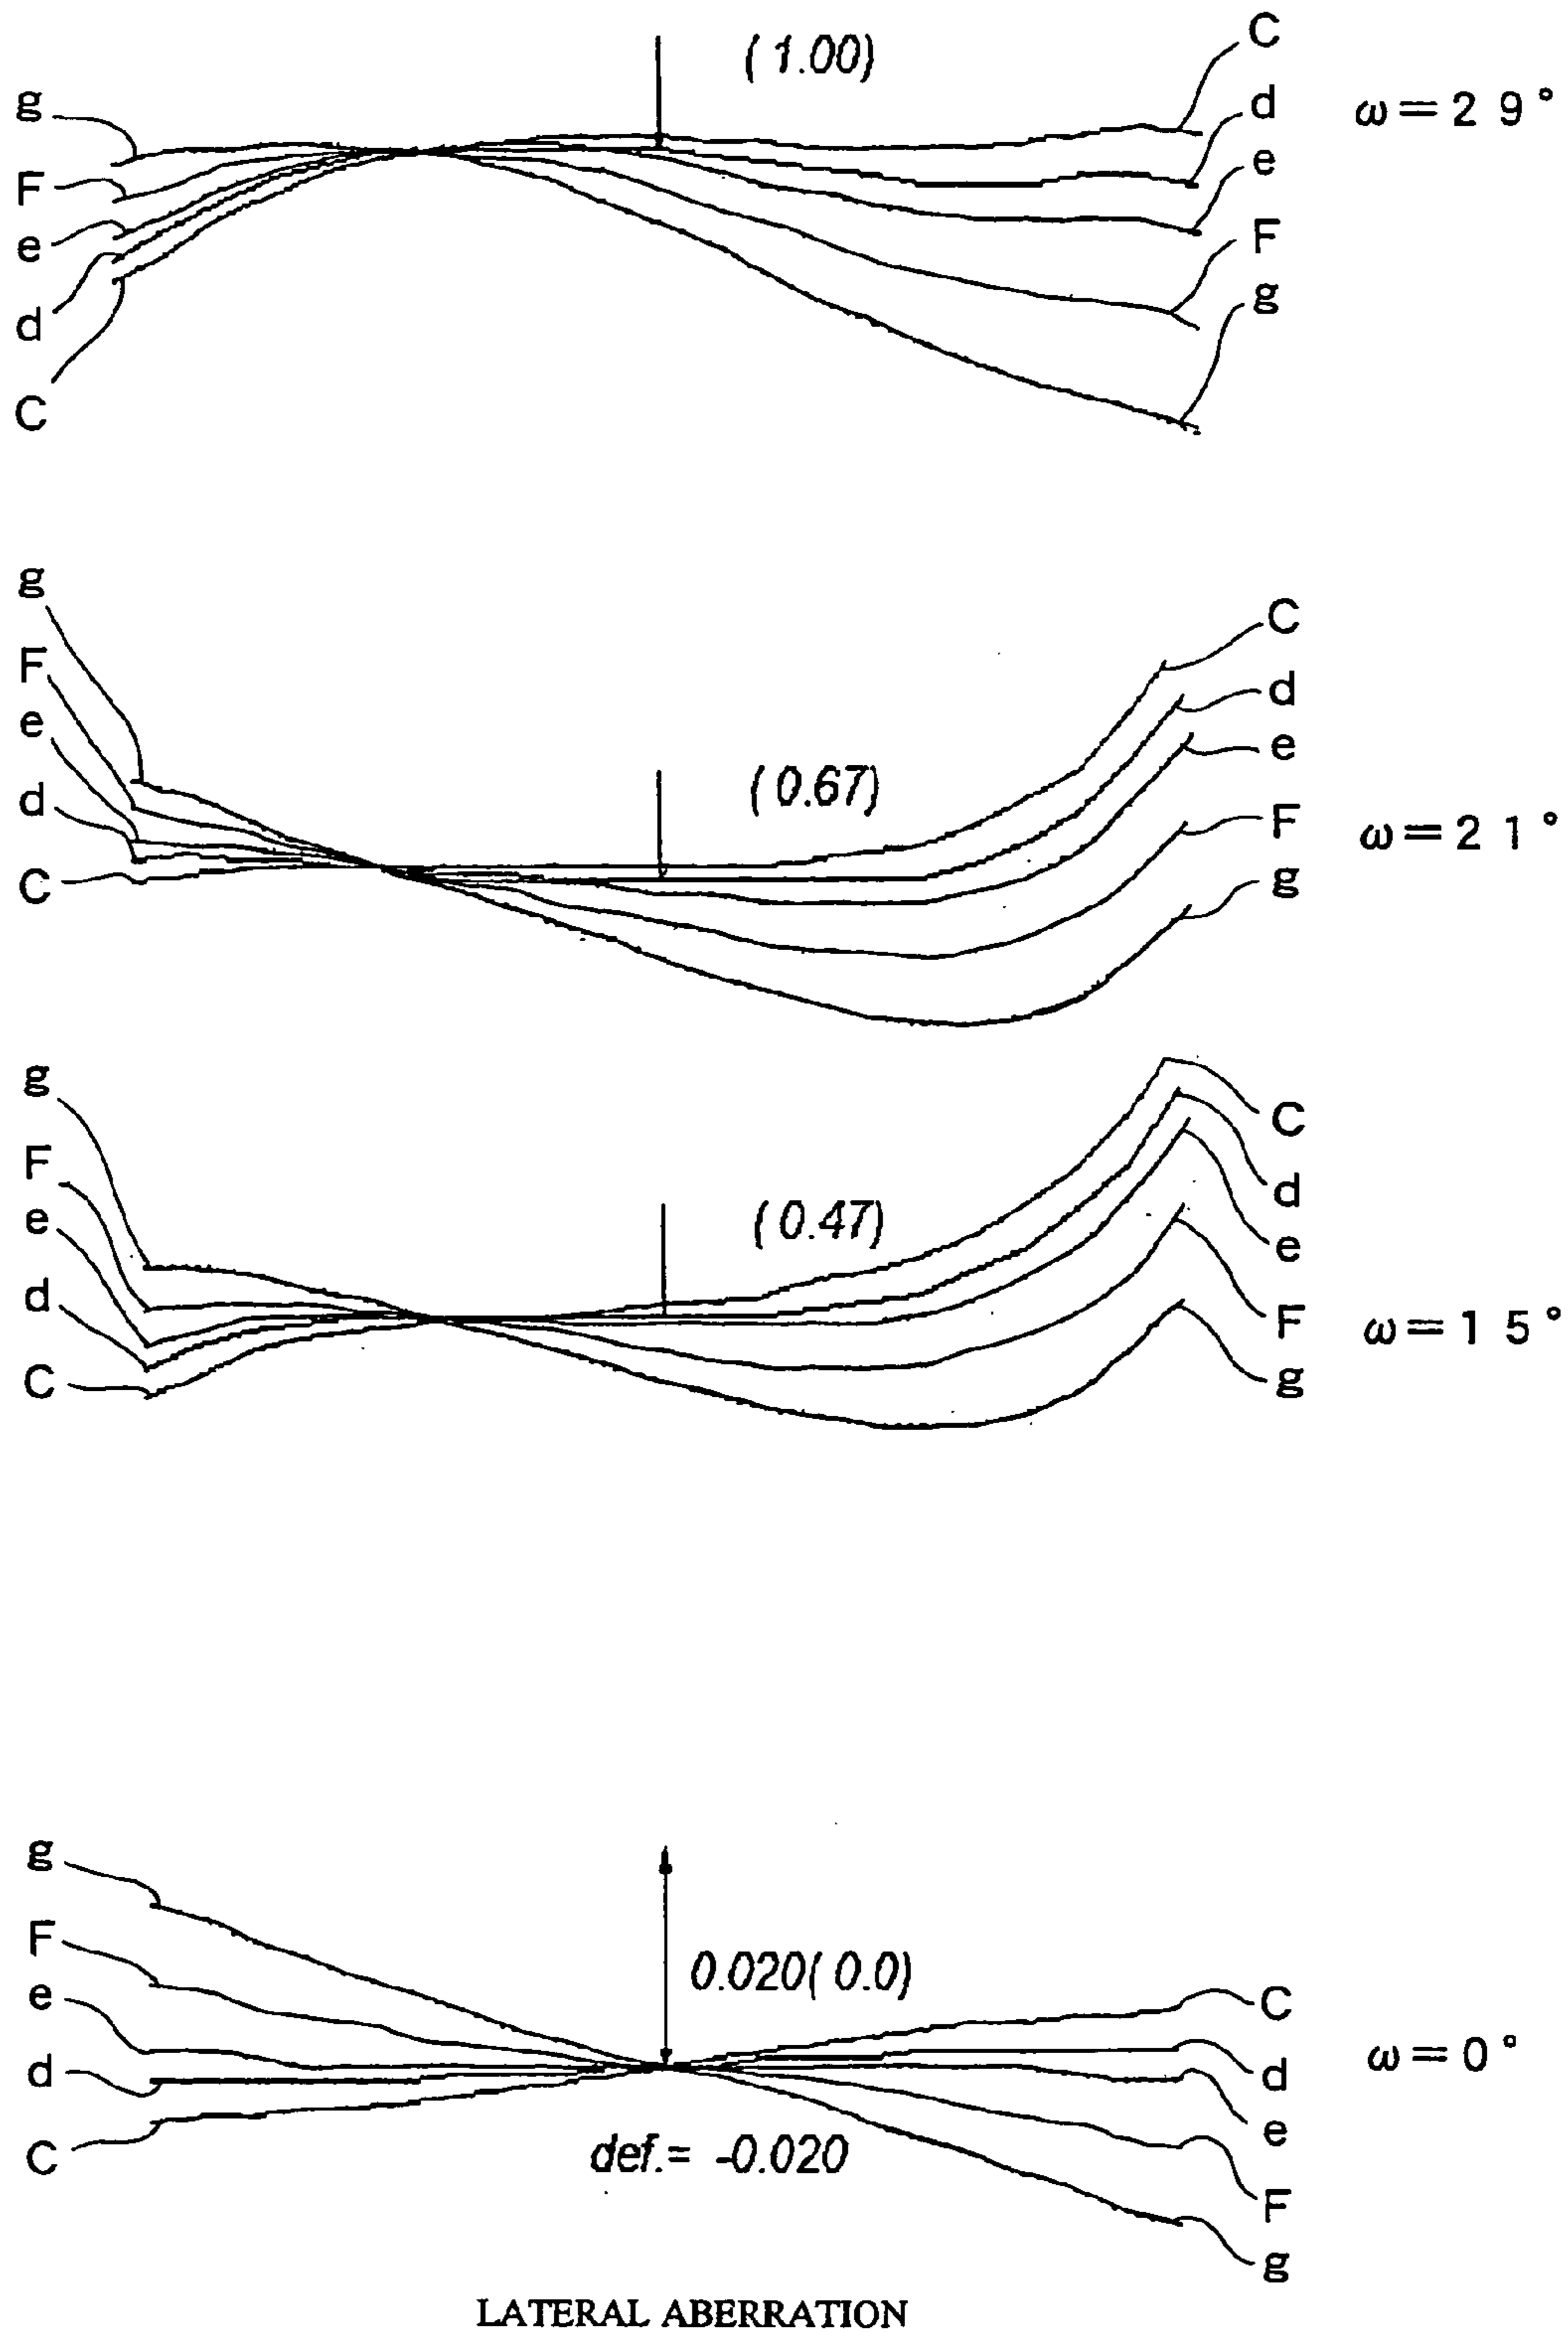 C
(1.00)
g
d
ω=29°
e
F
F
e
g
d
C
g
C
F
d
e
e
(0.67)
d
F
ω=21°
C
g
g
C
F
d
e
(0.47)
e
d
F
ω=15°
C
g
g
F
0.020(0.0)
e
C
ω=0°
d
d
e
def.= -0.020
C
F
g
LATERAL ABERRATION